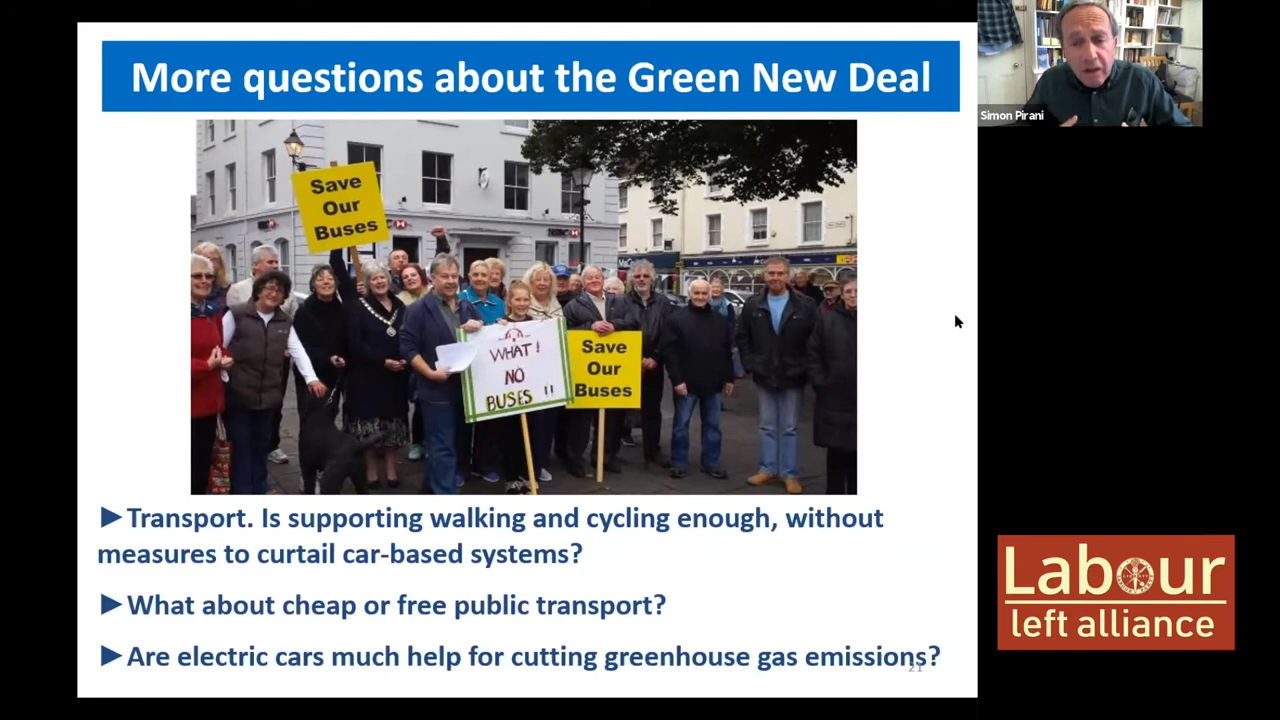 More questions about the Green New Deal
Simon Pirani
Save
Our
Buses
WHAT!
NO
BUSES !!
Save
Our
Buses
►Transport. Is supporting walking and cycling enough, without
measures to curtail car-based systems?
►What about cheap or free public transport?
►Are electric cars much help for cutting greenhouse gas emissions?
21
Labour
left alliance